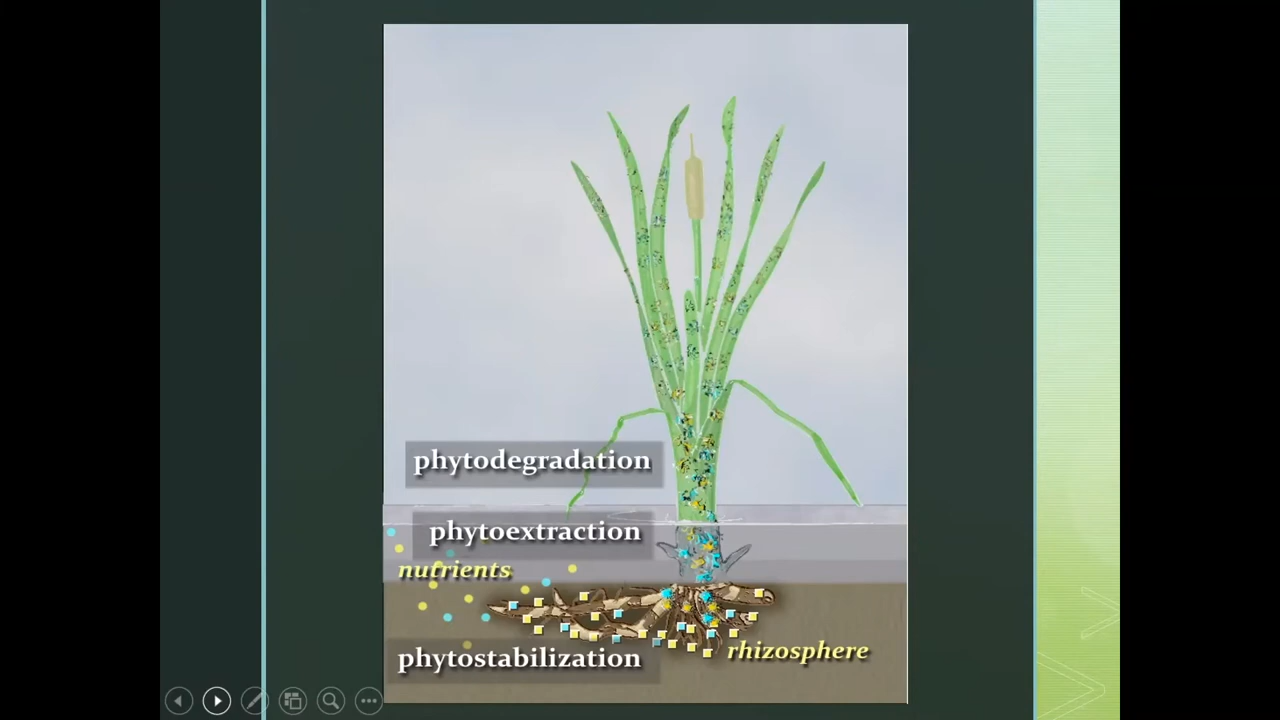 phytodegradation
phytoextraction
nutrients
rhizosphere
phytostabilization